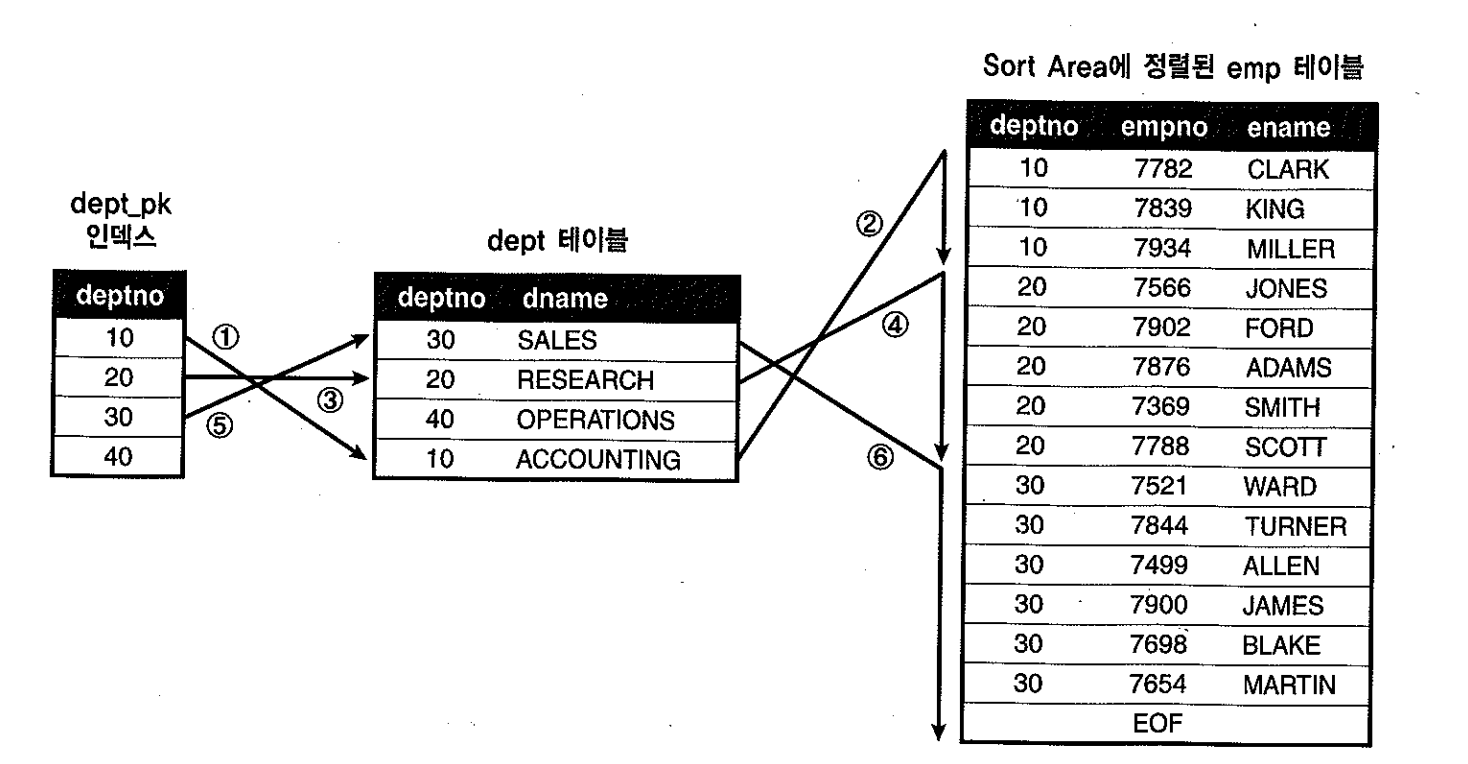 Sort Area에 정렬된 emp 테이블
deptno empno ename
10 7782 CLARK
10 7839 KING
10 7934 MILLER
20 7566 JONES
20 7902 FORD
20 7876 ADAMS
20 7369 SMITH
20 7788 SCOTT
30 7521 WARD
30 7844 TURNER
30 7499 ALLEN
30 7900 JAMES
30 7698 BLAKE
30 7654 MARTIN
EOF
dept_pk
인덱스
deptno
10
20
30
40
dept 테이블
deptno dname
30 SALES
20 RESEARCH
40 OPERATIONS
10 ACCOUNTING
①
②
③
④
⑤
⑥